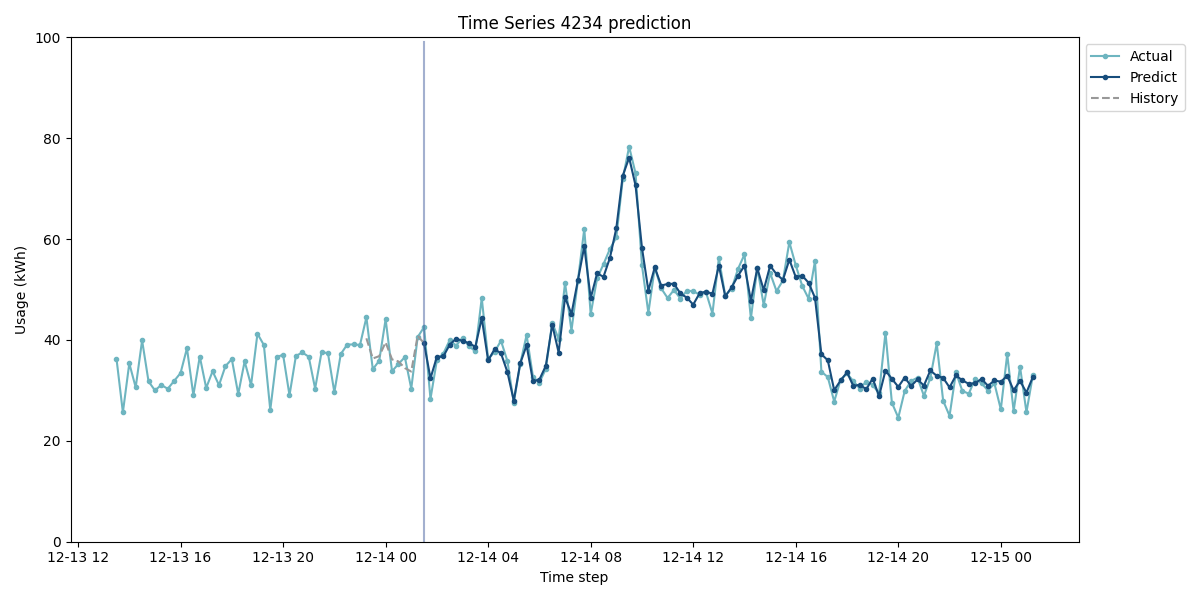 Time Series 4234 prediction
Usage (kWh)
100
80
60
40
20
0
12-13 12
12-13 16
12-13 20
12-14 00
12-14 04
12-14 08
12-14 12
12-14 16
12-14 20
12-15 00
Time step
Actual
Predict
History